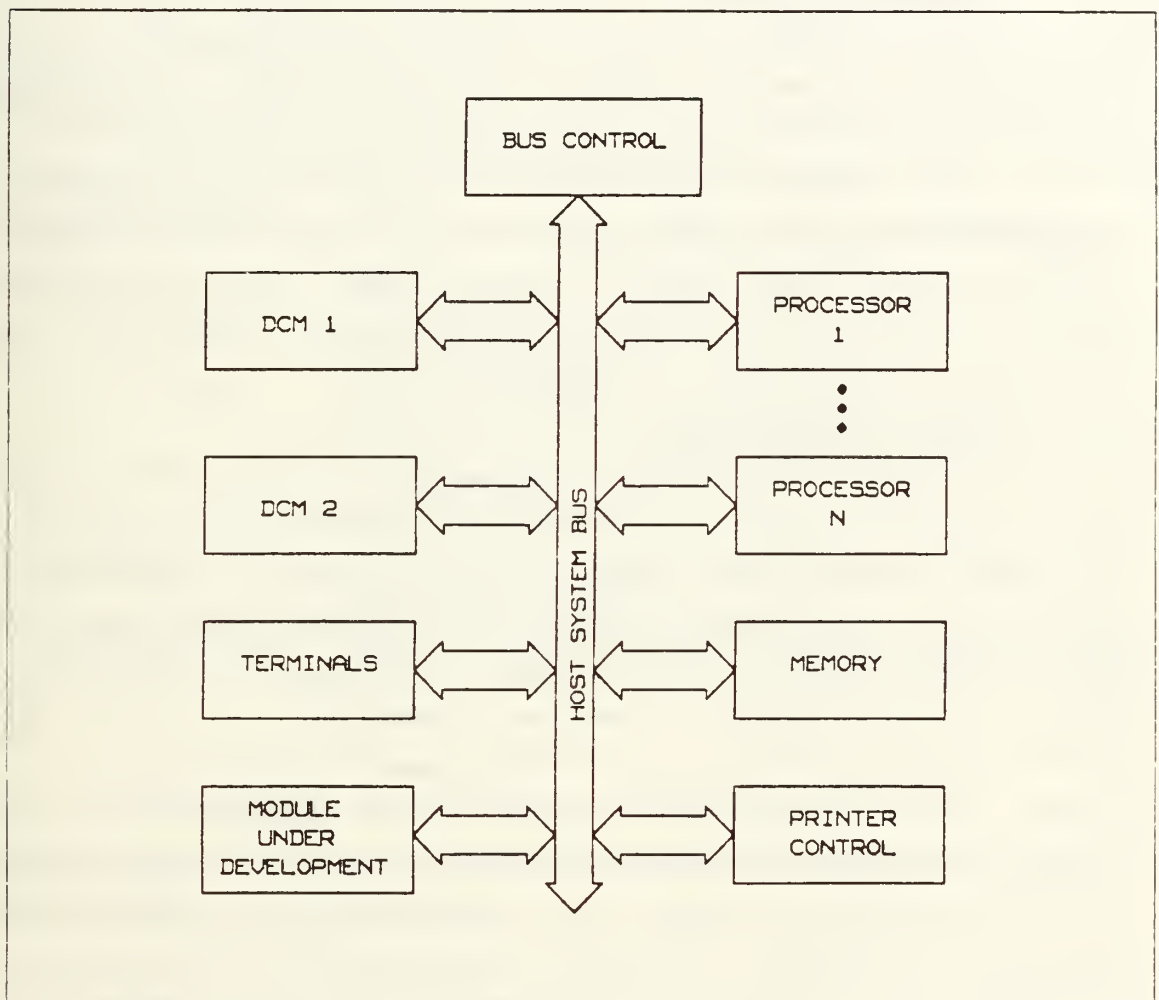 BUS CONTROL
DCM 1
PROCESSOR
1
DCM 2
PROCESSOR
N
HOST SYSTEM BUS
TERMINALS
MEMORY
MODULE
UNDER
DEVELOPMENT
PRINTER
CONTROL